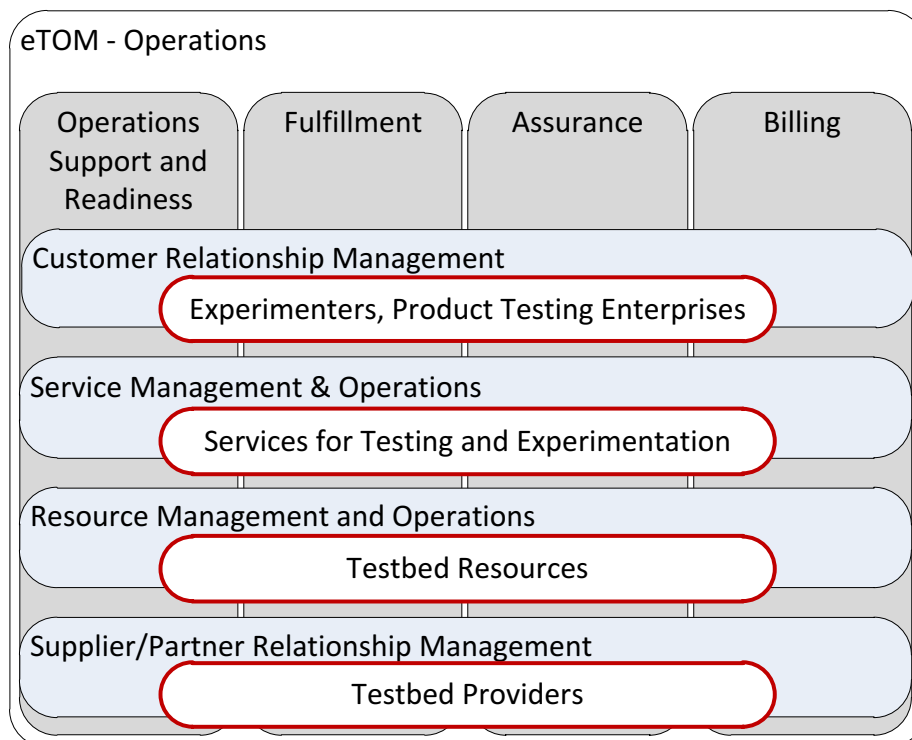 eTOM - Operations
Operations
Support and
Readiness
Fulfillment
Assurance
Billing
Customer Relationship Management
Experimenters, Product Testing Enterprises
Service Management & Operations
Services for Testing and Experimentation
Resource Management and Operations
Testbed Resources
Supplier/Partner Relationship Management
Testbed Providers